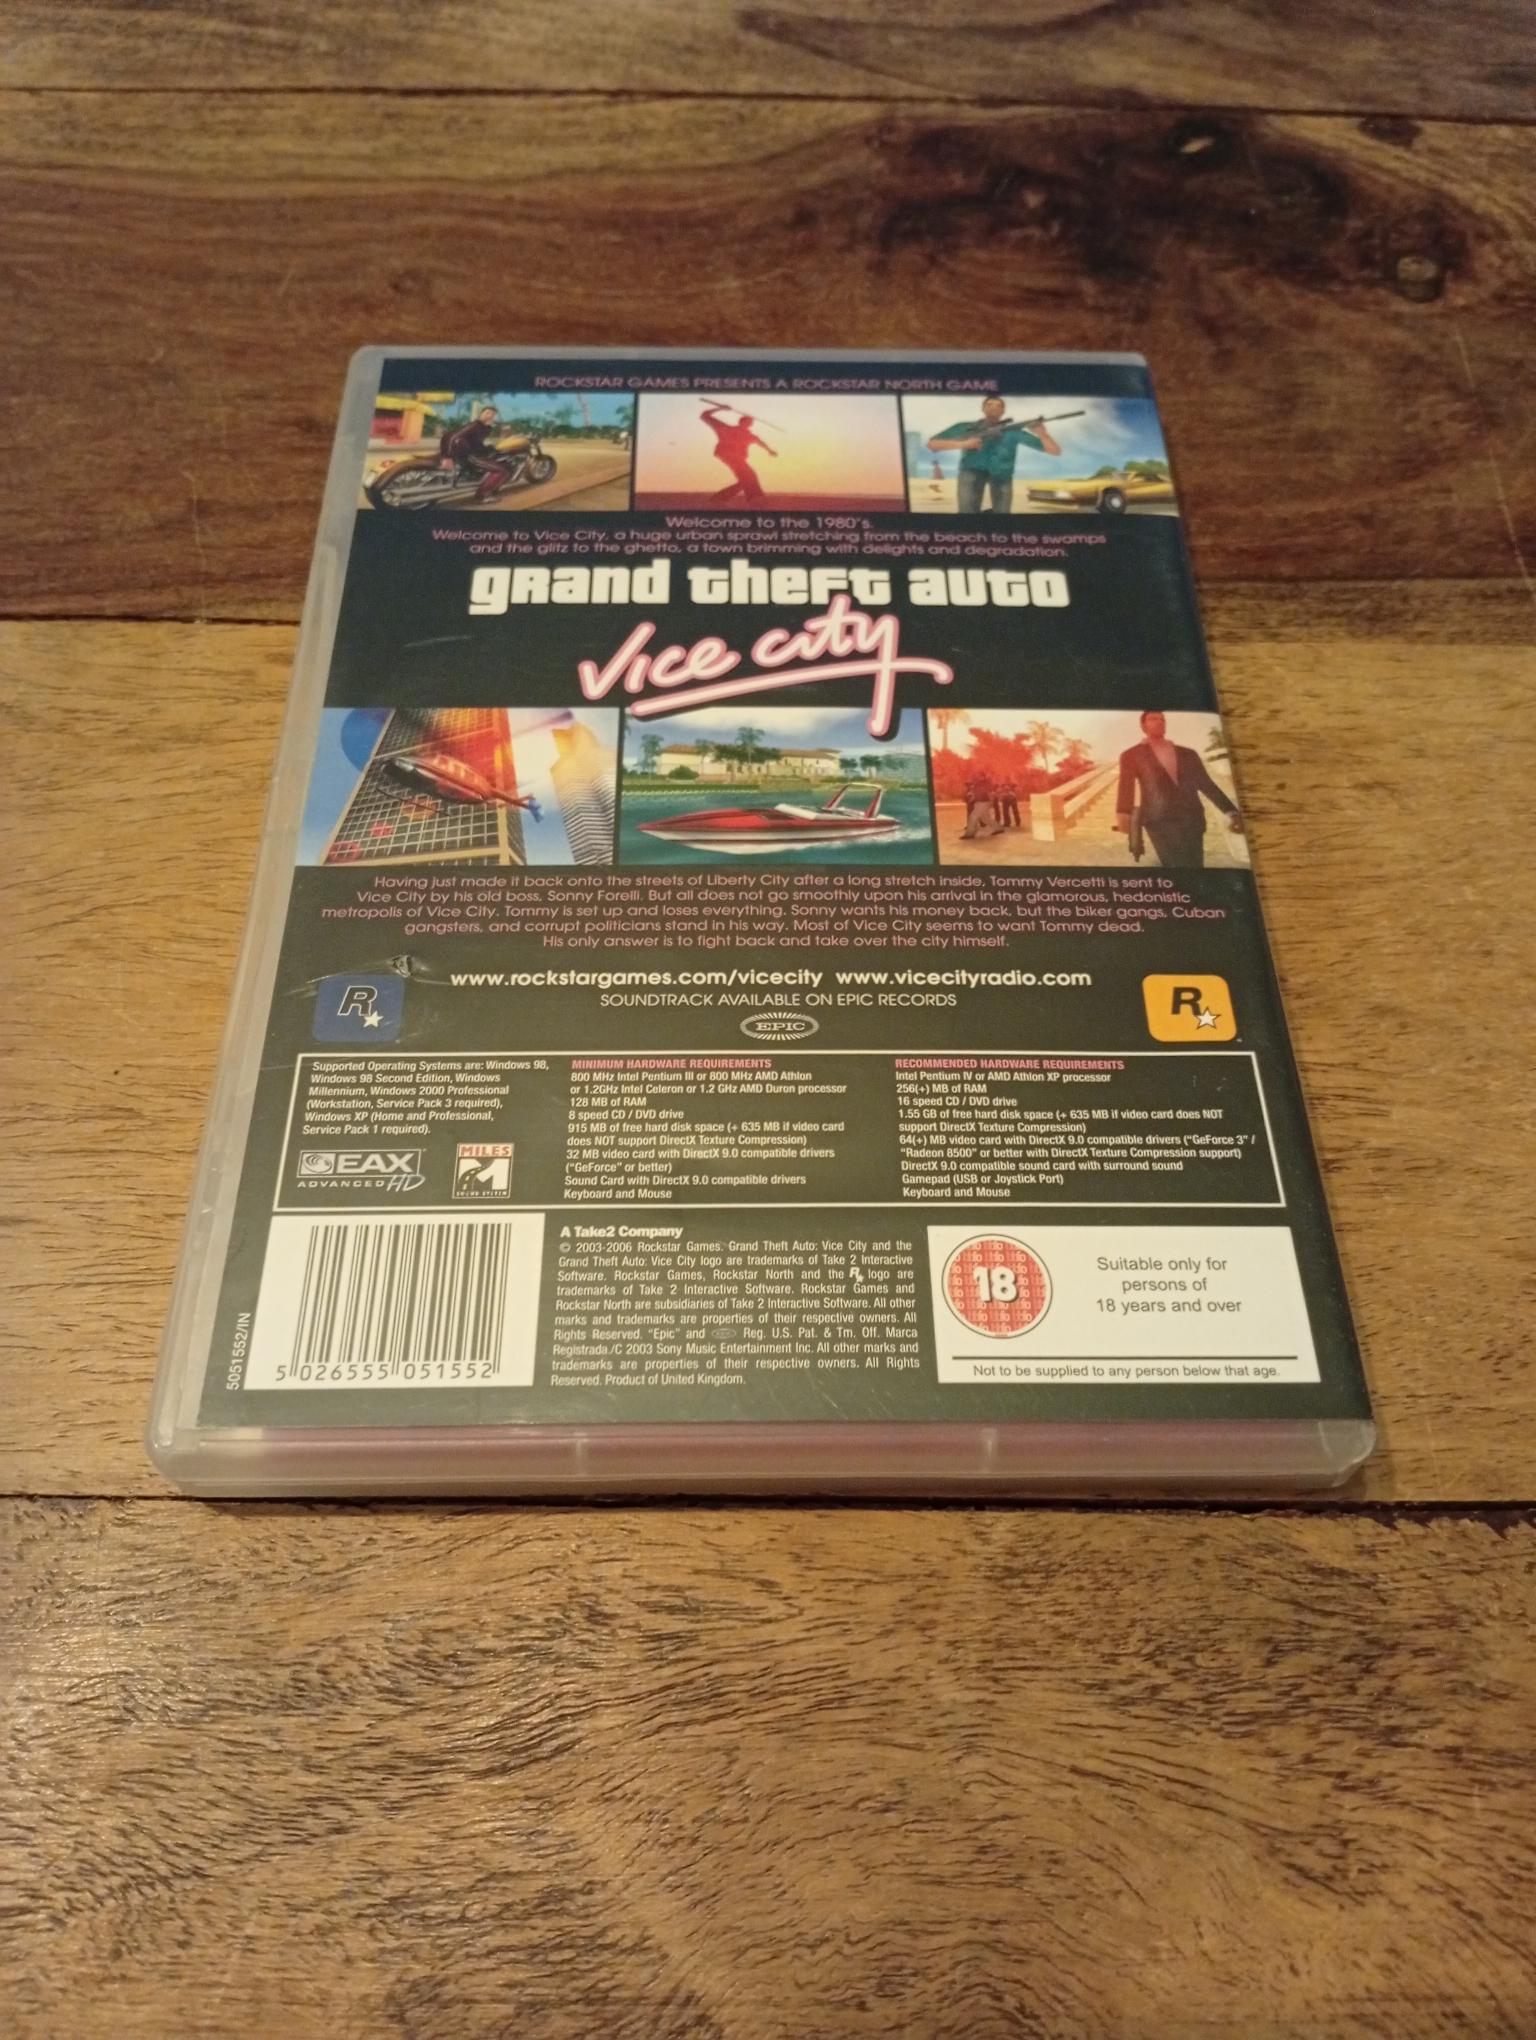 ROCKSTAR GAMES PRESENTS A ROCKSTAR NORTH GAME
Welcome to the 1980's.
Welcome to Vice City, a huge urban sprawl stretching from the beach to the swamps
and the glitz to the ghetto, a town brimming with delights and degradation.
grand theft auto
Vice City
Having just made it back onto the streets of Liberty City after a long stretch inside, Tommy Vercetti is sent to
Vice City by his old boss, Sonny Forelli. But all does not go smoothly upon his arrival in the glamorous, hedonistic
metropolis of Vice City. Tommy is set up and loses everything. Sonny wants his money back, but the biker gangs, Cuban
gangsters, and corrupt politicians stand in his way. Most of Vice City seems to want Tommy dead.
His only answer is to fight back and take over the city himself.
www.rockstargames.com/vicecity www.vicecityradio.com
SOUNDTRACK AVAILABLE ON EPIC RECORDS
EPIC
R
R
Supported Operating Systems are: Windows 98,
Windows 98 Second Edition, Windows
Millennium, Windows 2000 Professional
(Workstation, Service Pack 3 required),
Windows XP (Home and Professional,
Service Pack 1 required).
EAX
ADVANCED HD
MILES
SOUND SYSTEM
MINIMUM HARDWARE REQUIREMENTS
800 MHz Intel Pentium III or 800 MHz AMD Athlon
or 1.2GHz Intel Celeron or 1.2 GHz AMD Duron processor
128 MB of RAM
8 speed CD / DVD drive
915 MB of free hard disk space (+ 635 MB if video card
does NOT support DirectX Texture Compression)
32 MB video card with DirectX 9.0 compatible drivers
("GeForce" or better)
Sound Card with DirectX 9.0 compatible drivers
Keyboard and Mouse
RECOMMENDED HARDWARE REQUIREMENTS
Intel Pentium IV or AMD Athlon XP processor
256(+) MB of RAM
16 speed CD / DVD drive
1.55 GB of free hard disk space (+ 635 MB if video card does NOT
support DirectX Texture Compression)
64(+) MB video card with DirectX 9.0 compatible drivers ("GeForce 3" /
"Radeon 8500" or better with DirectX Texture Compression support)
DirectX 9.0 compatible sound card with surround sound
Gamepad (USB or Joystick Port)
Keyboard and Mouse
5051552/IN
5 026555 051552
A Take2 Company
© 2003-2006 Rockstar Games. Grand Theft Auto: Vice City and the
Grand Theft Auto: Vice City logo are trademarks of Take 2 Interactive
Software. Rockstar Games, Rockstar North and the R logo are
trademarks of Take 2 Interactive Software. Rockstar Games and
Rockstar North are subsidiaries of Take 2 Interactive Software. All other
marks and trademarks are properties of their respective owners. All
Rights Reserved. "Epic" and EPIC Reg. U.S. Pat. & Tm. Off. Marca
Registrada./C 2003 Sony Music Entertainment Inc. All other marks and
trademarks are properties of their respective owners. All Rights
Reserved. Product of United Kingdom.
18
Suitable only for
persons of
18 years and over
Not to be supplied to any person below that age.